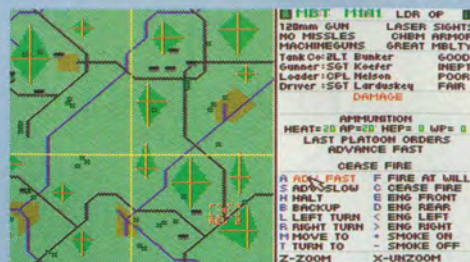 MBT M1A1 LDR OP
120mm GUN LASER SIGHTS
NO MISSLES CHEM ARMOR
MACHINEGUNS GREAT MBLTY
Tank Co:2LT Bunker GOOD
Gunner:SGT Koefer INEPT
Loader:CPL Nelson POOR
Driver:SGT Larduskey FAIR
DAMAGE
AMMUNITION
HEAT=20 AP=20 HEP= 0 WP= 0
LAST PLATOON ORDERS
ADVANCE FAST
CEASE FIRE
A ADV FAST F FIRE AT WILL
S ADV SLOW C CEASE FIRE
H HALT E ENG FRONT
B BACKUP D ENG REAR
L LEFT TURN < ENG LEFT
R RIGHT TURN > ENG RIGHT
M MOVE TO + SMOKE ON
T TURN TO - SMOKE OFF
Z-ZOOM X-UNZOOM